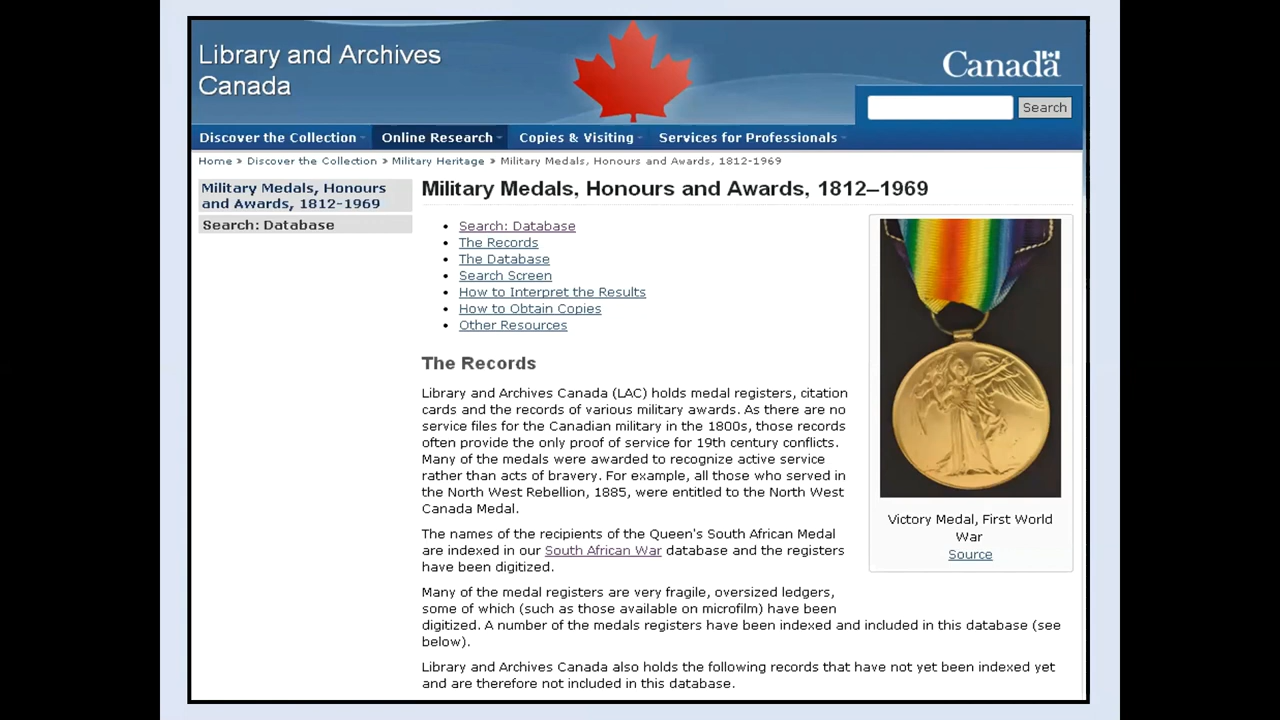 Library and Archives
Canada
Canada
Search
Discover the Collection
Online Research
Copies & Visiting
Services for Professionals
Home » Discover the Collection » Military Heritage » Military Medals, Honours and Awards, 1812-1969
Military Medals, Honours
and Awards, 1812-1969
Search: Database
Military Medals, Honours and Awards, 1812–1969
• Search: Database
• The Records
• The Database
• Search Screen
• How to Interpret the Results
• How to Obtain Copies
• Other Resources
The Records
Library and Archives Canada (LAC) holds medal registers, citation
cards and the records of various military awards. As there are no
service files for the Canadian military in the 1800s, those records
often provide the only proof of service for 19th century conflicts.
Many of the medals were awarded to recognize active service
rather than acts of bravery. For example, all those who served in
the North West Rebellion, 1885, were entitled to the North West
Canada Medal.
The names of the recipients of the Queen's South African Medal
are indexed in our South African War database and the registers
have been digitized.
Many of the medal registers are very fragile, oversized ledgers,
some of which (such as those available on microfilm) have been
digitized. A number of the medals registers have been indexed and included in this database (see
below).
Library and Archives Canada also holds the following records that have not yet been indexed yet
and are therefore not included in this database.
Victory Medal, First World
War
Source